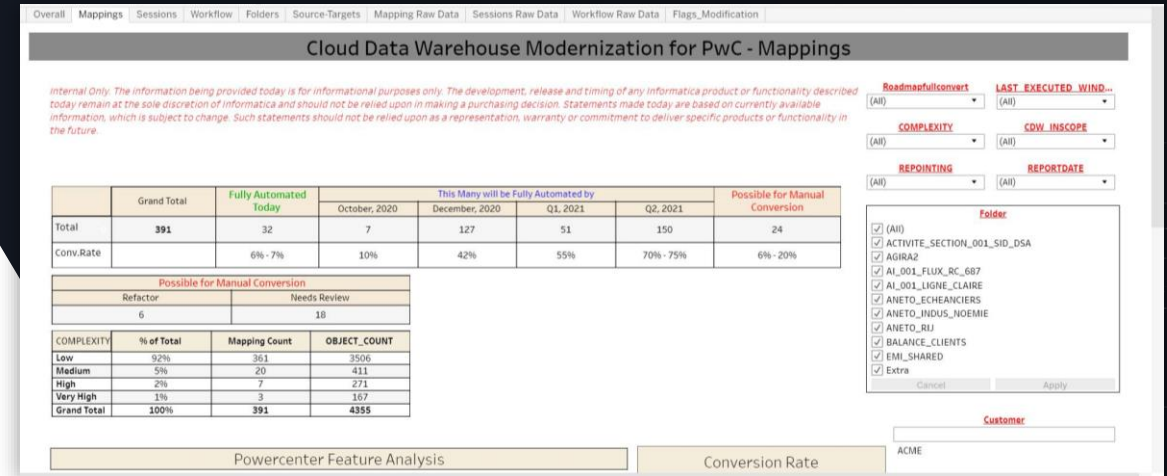 Overall Mappings Sessions Workflow Folders Source-Targets Mapping Raw Data Sessions Raw Data Workflow Raw Data Flags_Modification
Cloud Data Warehouse Modernization for PwC - Mappings
Internal Only. The information being provided today is for informational purposes only. The development, release and timing of any Informatica product or functionality described
today remain at the sole discretion of Informatica and should not be relied upon in making a purchasing decision. Statements made today are based on currently available
information, which is subject to change. Such statements should not be relied upon as a representation, warranty or commitment to deliver specific products or functionality in
the future.
Roadmapfullconvert LAST_EXECUTED_WIND...
(All) (All)
COMPLEXITY CDW_INSCOPE
(All) (All)
REPOINTING REPORTDATE
(All) (All)
Grand Total Fully Automated Today This Many will be Fully Automated by Possible for Manual Conversion
October, 2020 December, 2020 Q1, 2021 Q2, 2021
Total 391 32 7 127 51 150 24
Conv.Rate 6% - 7% 10% 42% 55% 70% - 75% 6% - 20%
Possible for Manual Conversion
Refactor Needs Review
6 18
COMPLEXITY % of Total Mapping Count OBJECT_COUNT
Low 92% 361 3506
Medium 5% 20 411
High 2% 7 271
Very High 1% 3 167
Grand Total 100% 391 4355
Folder
(All)
ACTIVITE_SECTION_001_SID_DSA
AGIRA2
AI_001_FLUX_RC_687
AI_001_LIGNE_CLAIRE
ANETO_ECHEANCIERS
ANETO_INDUS_NOEMIE
ANETO_RIJ
BALANCE_CLIENTS
EMI_SHARED
Extra
Cancel Apply
Customer
ACME
Powercenter Feature Analysis
Conversion Rate